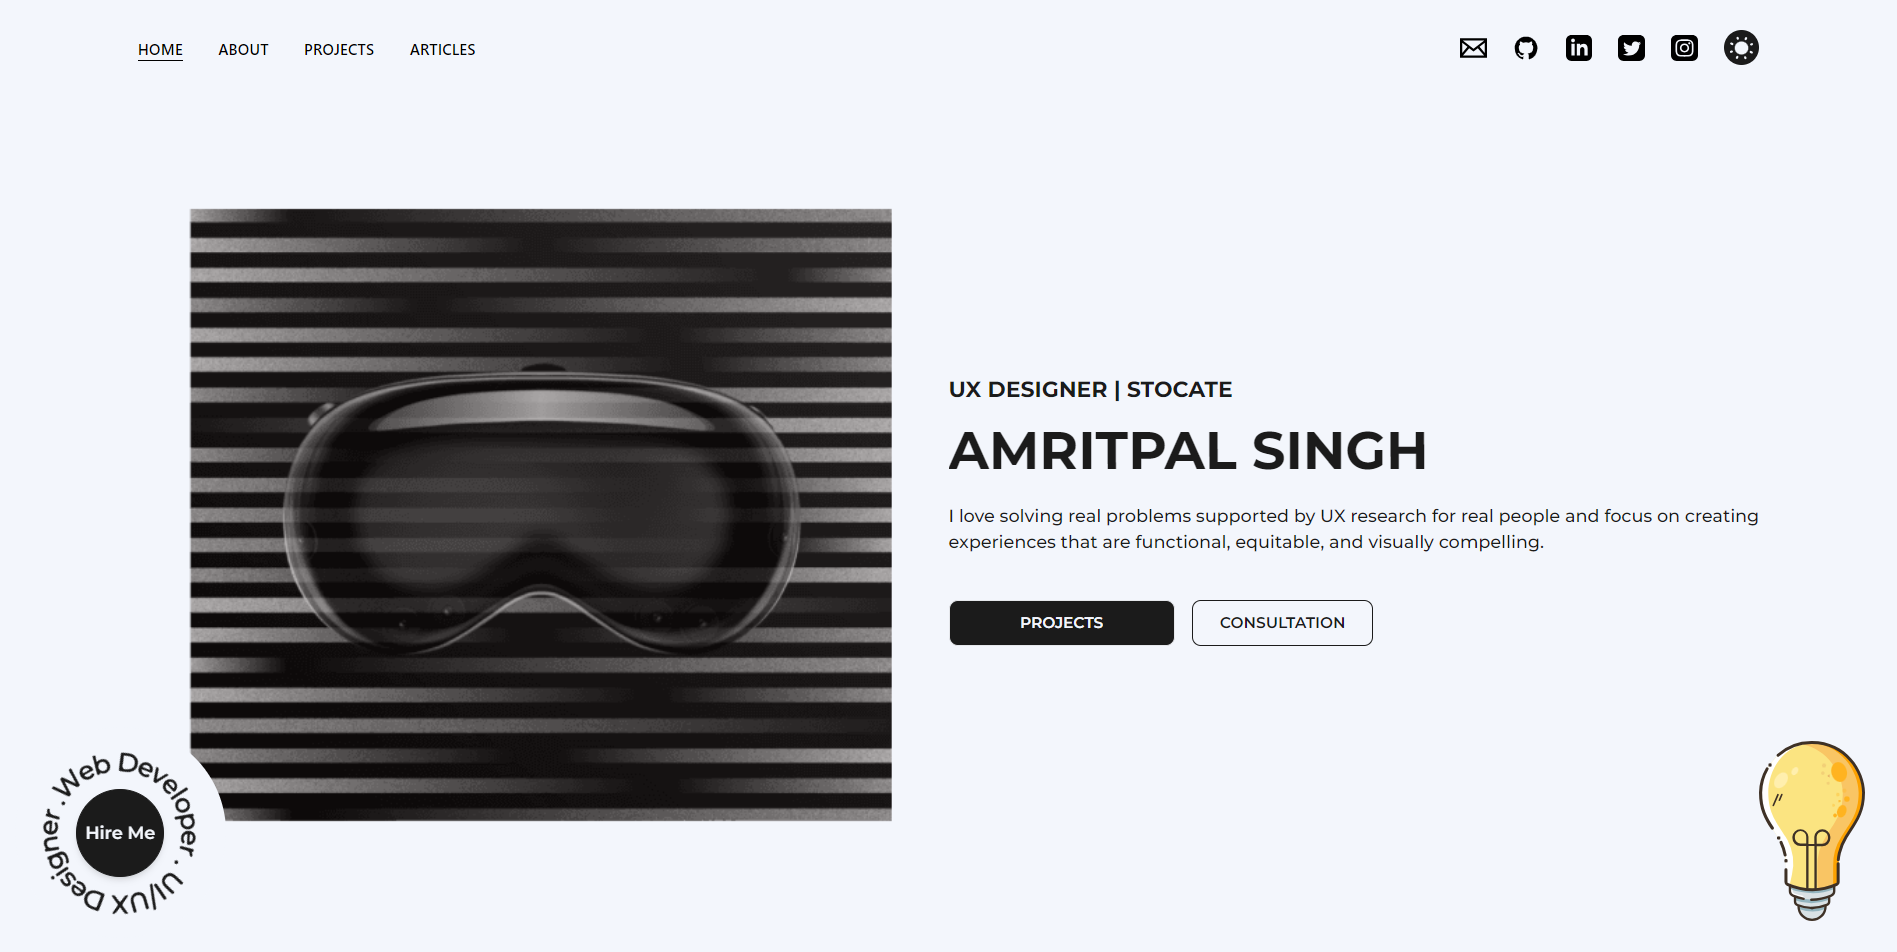 HOME
ABOUT
PROJECTS
ARTICLES
in
UX DESIGNER | STOCATE
AMRITPAL SINGH
I love solving real problems supported by UX research for real people and focus on creating
experiences that are functional, equitable, and visually compelling.
PROJECTS
CONSULTATION
Web Developer . UI/UX Designer .
Hire Me